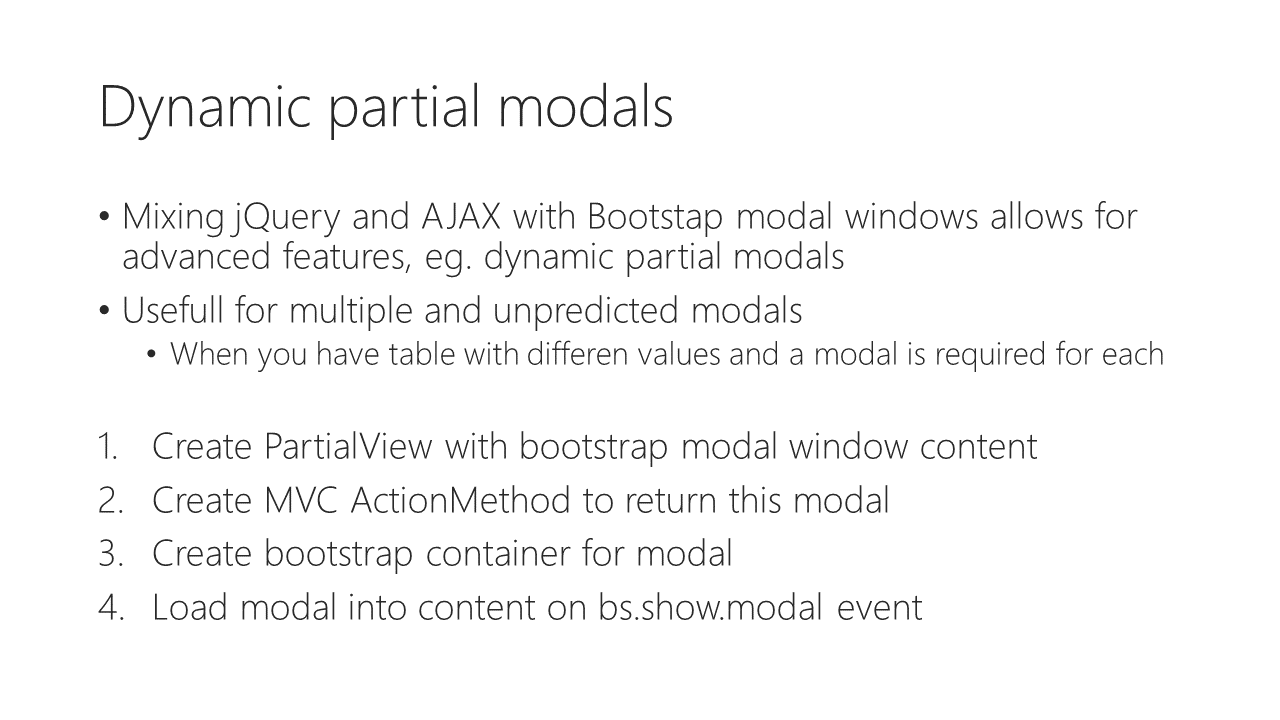 Dynamic partial modals
• Mixing jQuery and AJAX with Bootstap modal windows allows for
advanced features, eg. dynamic partial modals
• Usefull for multiple and unpredicted modals
• When you have table with differen values and a modal is required for each
1. Create PartialView with bootstrap modal window content
2. Create MVC ActionMethod to return this modal
3. Create bootstrap container for modal
4. Load modal into content on bs.show.modal event